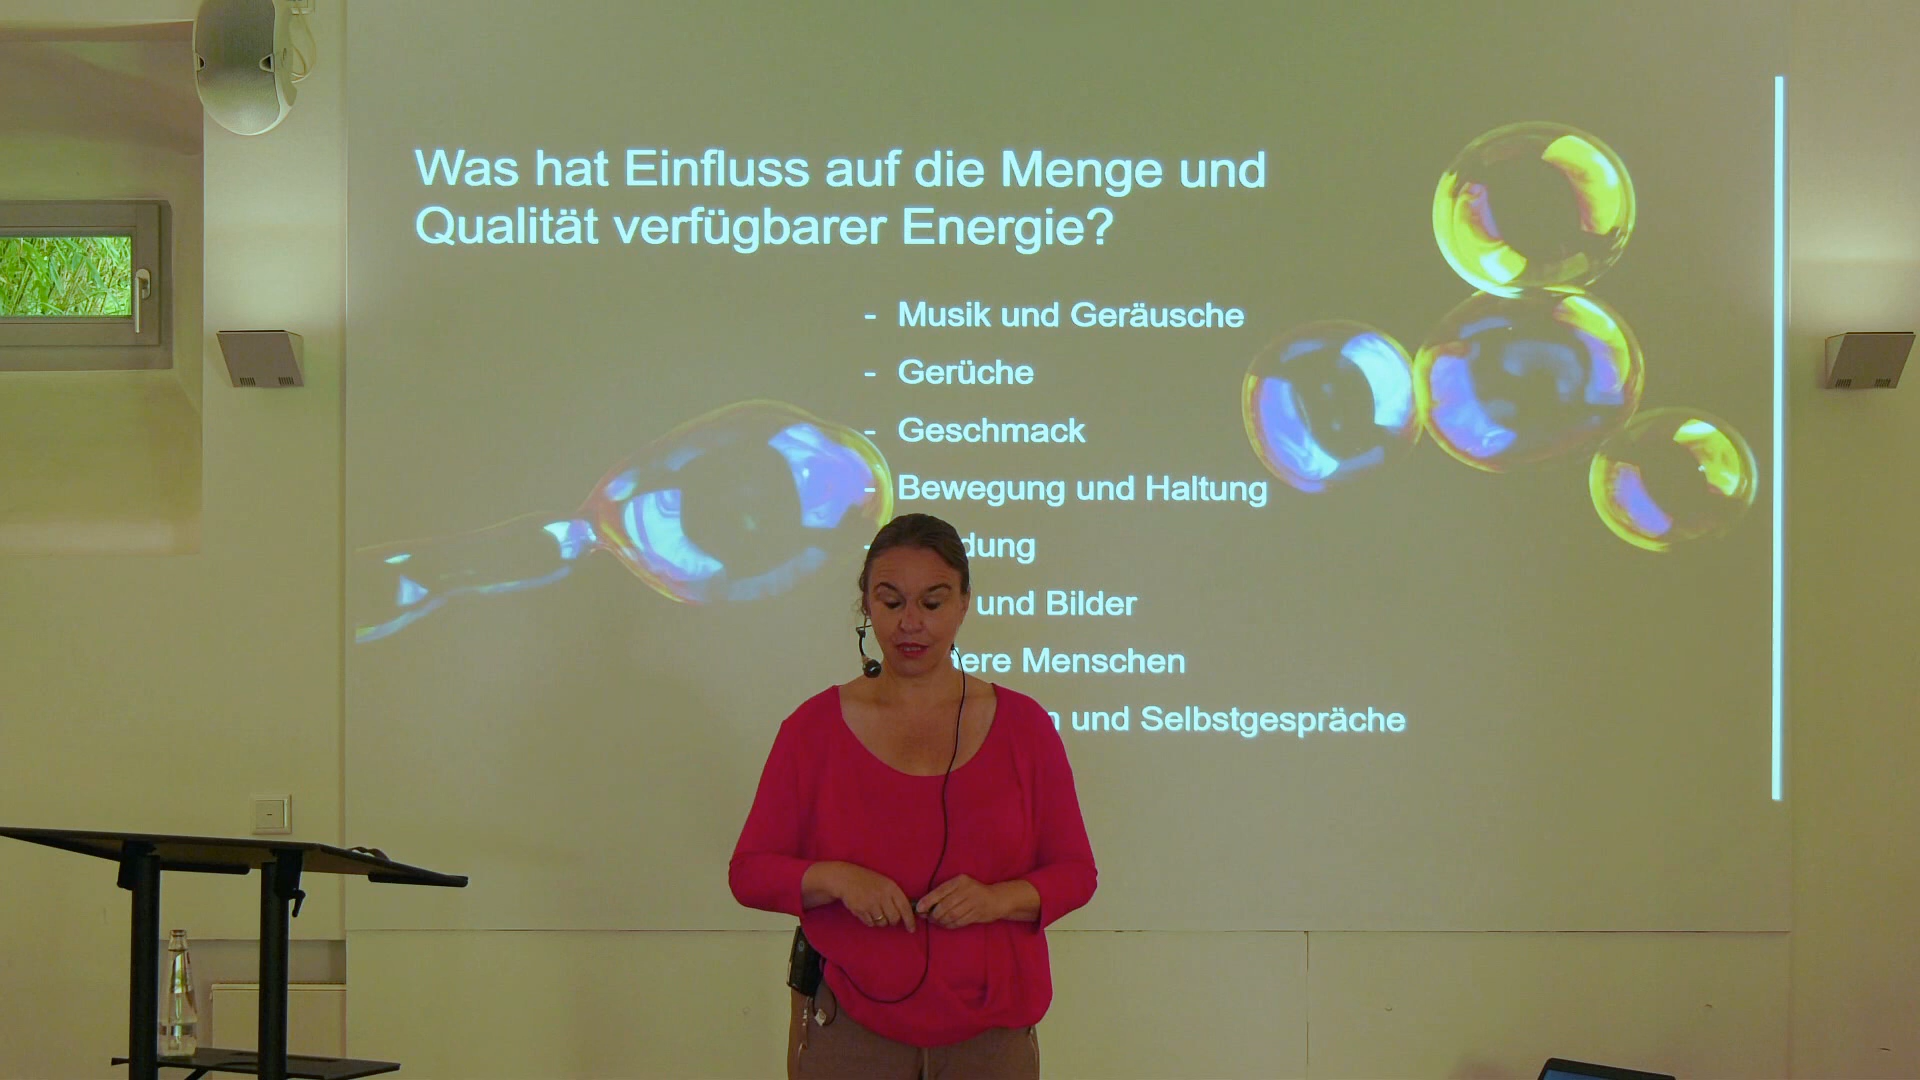 Was hat Einfluss auf die Menge und
Qualität verfügbarer Energie?
- Musik und Geräusche
- Gerüche
- Geschmack
- Bewegung und Haltung
-
und Bilder
Menschen
und Selbstgespräche